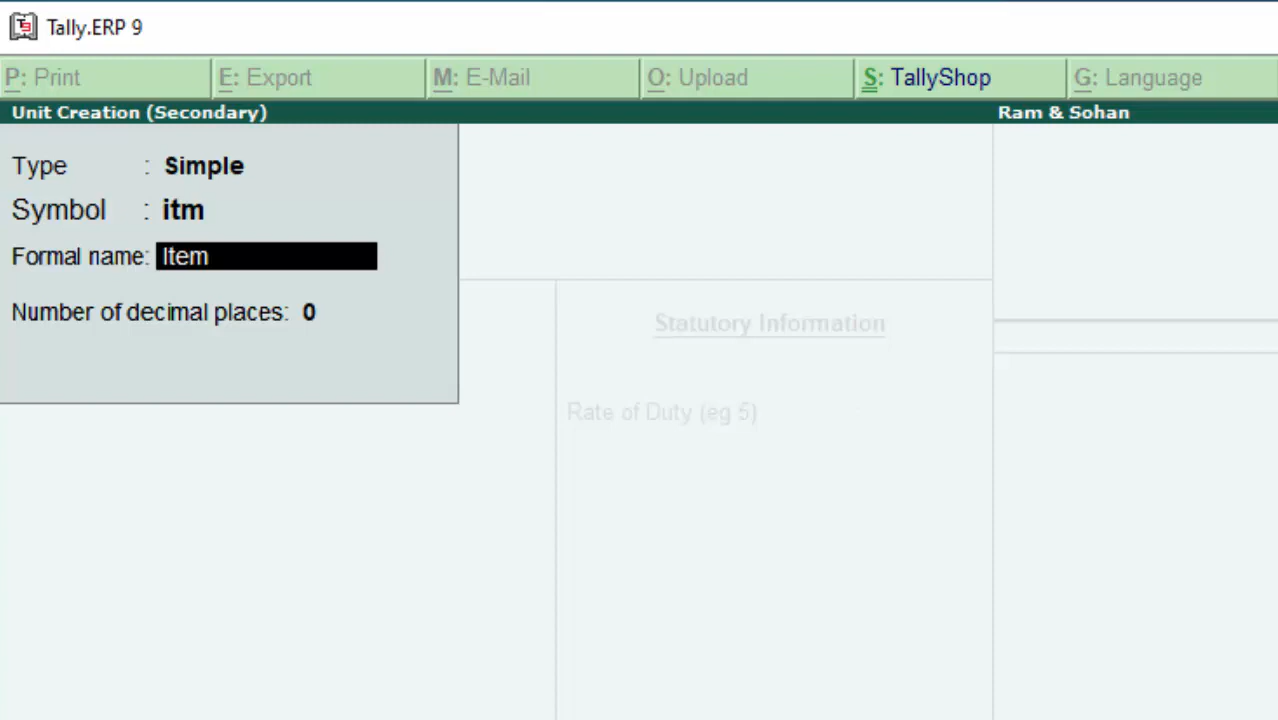 Tally.ERP 9
P: Print E: Export M: E-Mail O: Upload S: TallyShop G: Language
Unit Creation (Secondary) Ram & Sohan
Type : Simple
Symbol : itm
Formal name: Item
Number of decimal places: 0
Statutory Information
Rate of Duty (eg 5)